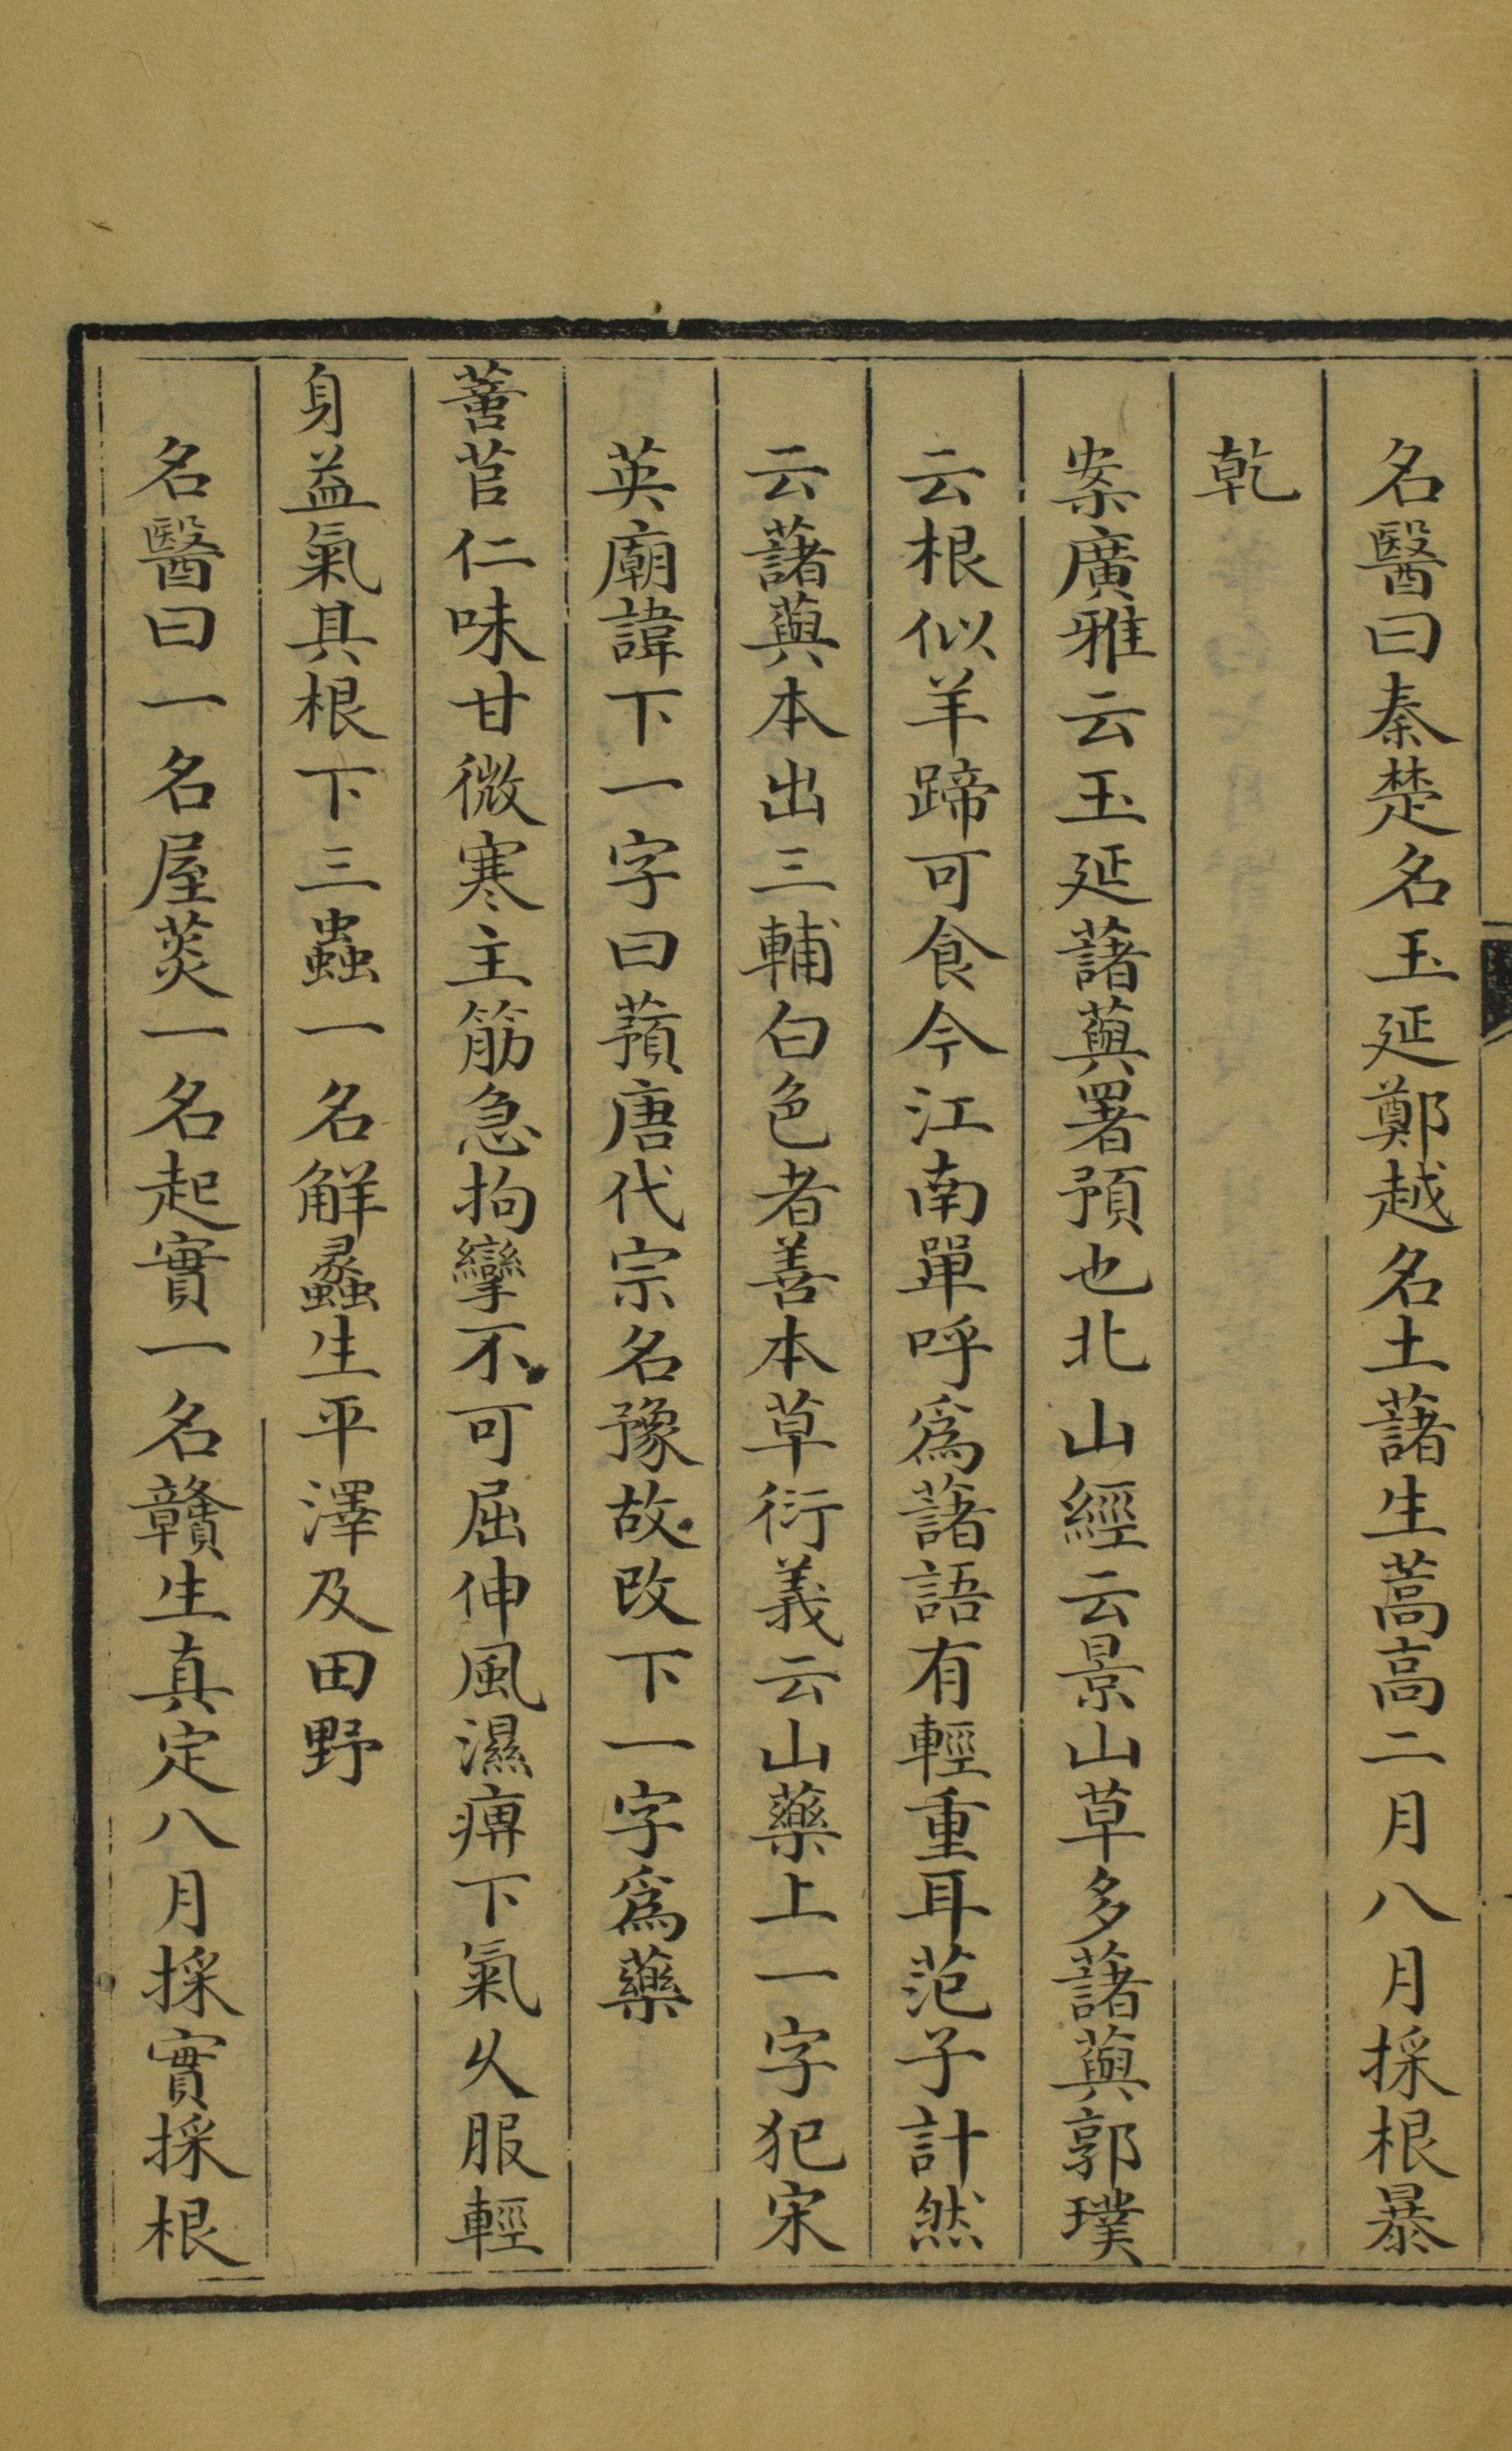 名醫曰秦楚名玉延鄭越名土藷生蒿高二月八月採根暴
乾
案廣雅云玉延藷藇署預也北山經云景山草多藷藇郭璞
云根似羊蹄可食今江南單呼爲藷語有輕重耳范子計然
云藷藇本出三輔白色者善本草衍義云山藥上一字犯宋
英廟諱下一字曰蕷唐代宗名豫故改下一字爲藥
薏苡仁味甘微寒主筋急拘攣不可屈伸風濕痹下氣久服輕
身益氣其根下三蟲一名解蠡生平澤及田野
名醫曰一名屋菼一名起實一名贛生真定八月採實採根